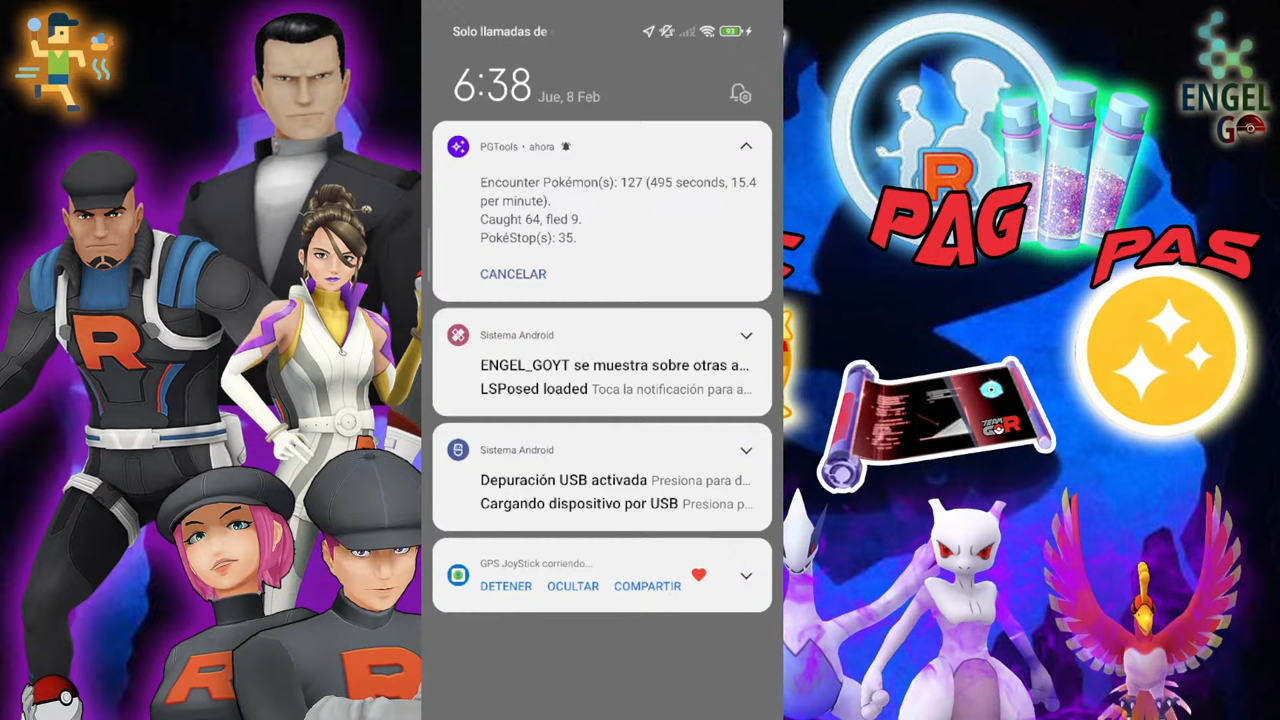 Solo llamadas de
93
6:38
Jue, 8 Feb
PGTools • ahora
Encounter Pokémon(s): 127 (495 seconds, 15.4
per minute).
Caught 64, fled 9.
PokéStop(s): 35.
CANCELAR
Sistema Android
ENGEL_GOYT se muestra sobre otras a...
LSPosed loaded Toca la notificación para a...
Sistema Android
Depuración USB activada Presiona para d...
Cargando dispositivo por USB Presiona p...
GPS JoyStick corriendo...
DETENER OCULTAR COMPARTIR
R
R
R
R
PAG
PAS
TEAM
GO R
ENGEL
GO